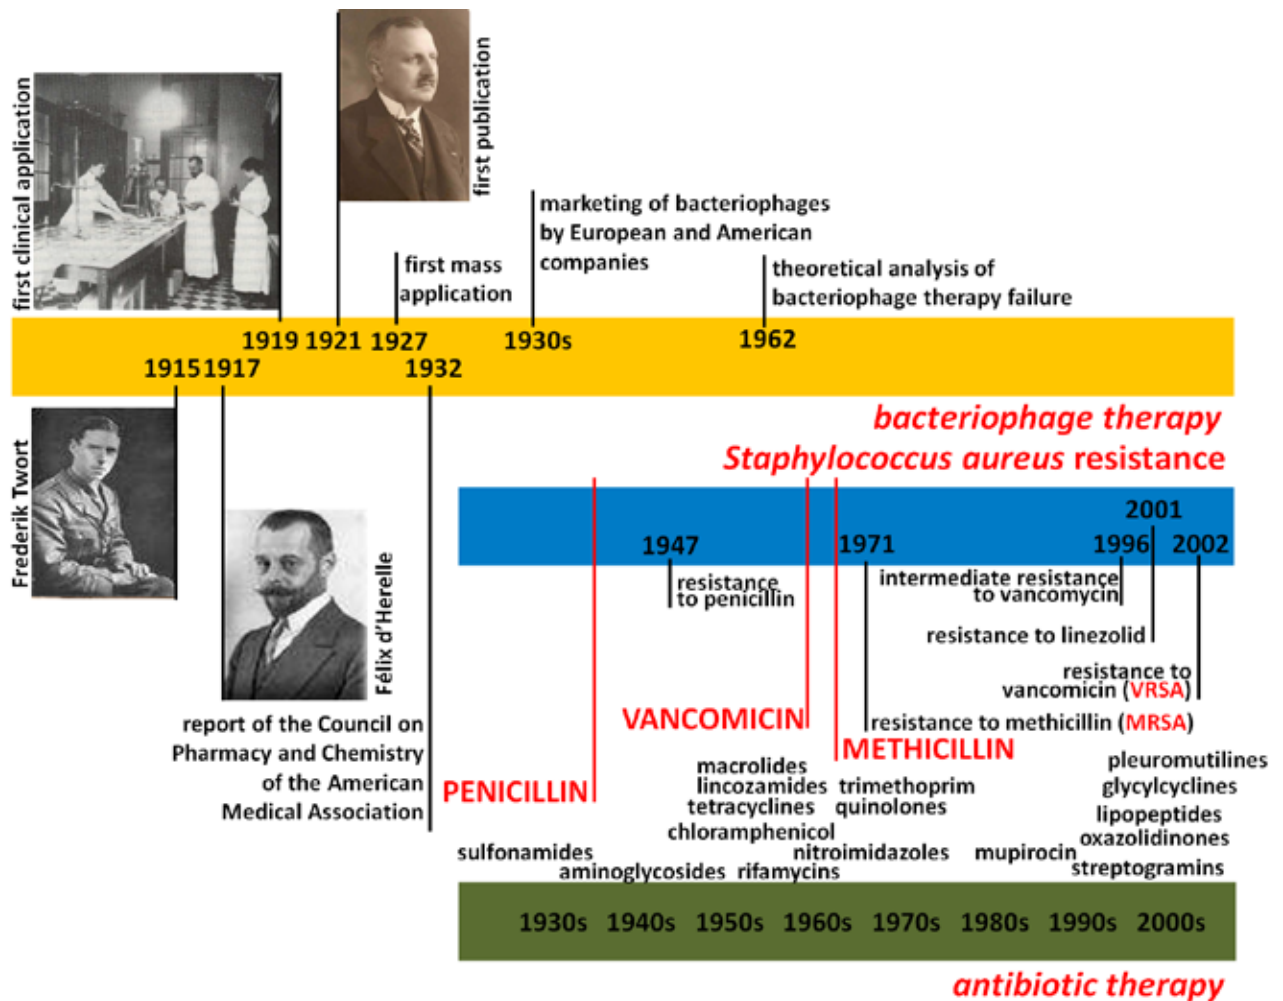 first clinical application
first publication
marketing of bacteriophages
by European and American
companies
first mass
application
theoretical analysis of
bacteriophage therapy failure
1919 1921 1927 1930s 1962
1915 1917 1932
bacteriophage therapy
Frederik Twort
Félix d'Herelle
report of the Council on
Pharmacy and Chemistry
of the American
Medical Association
Staphylococcus aureus resistance
2001
1947 1971 1996 2002
resistance
to penicillin
intermediate resistance
to vancomycin
resistance to linezolid
resistance to
vancomicin (VRSA)
VANCOMICIN
resistance to methicillin (MRSA)
METHICILLIN
PENICILLIN
macrolides
lincozamides
tetracyclines
chloramphenicol
trimethoprim
quinolones
pleuromutilines
glycylcyclines
lipopeptides
oxazolidinones
streptogramins
sulfonamides
nitroimidazoles
mupirocin
aminoglycosides
rifamycins
1930s 1940s 1950s 1960s 1970s 1980s 1990s 2000s
antibiotic therapy